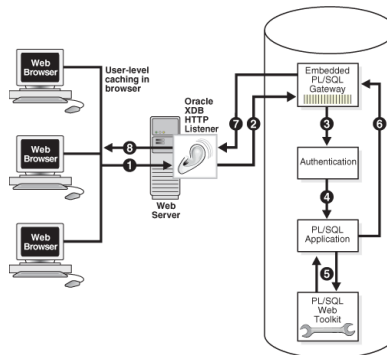 Web
Browser
User-level
caching in
browser
Web
Browser
Web
Browser
Oracle
XDB
HTTP
Listener
Web
Server
8
1
7
2
Embedded
PL/SQL
Gateway
3
6
Authentication
4
PL/SQL
Application
5
PL/SQL
Web
Toolkit